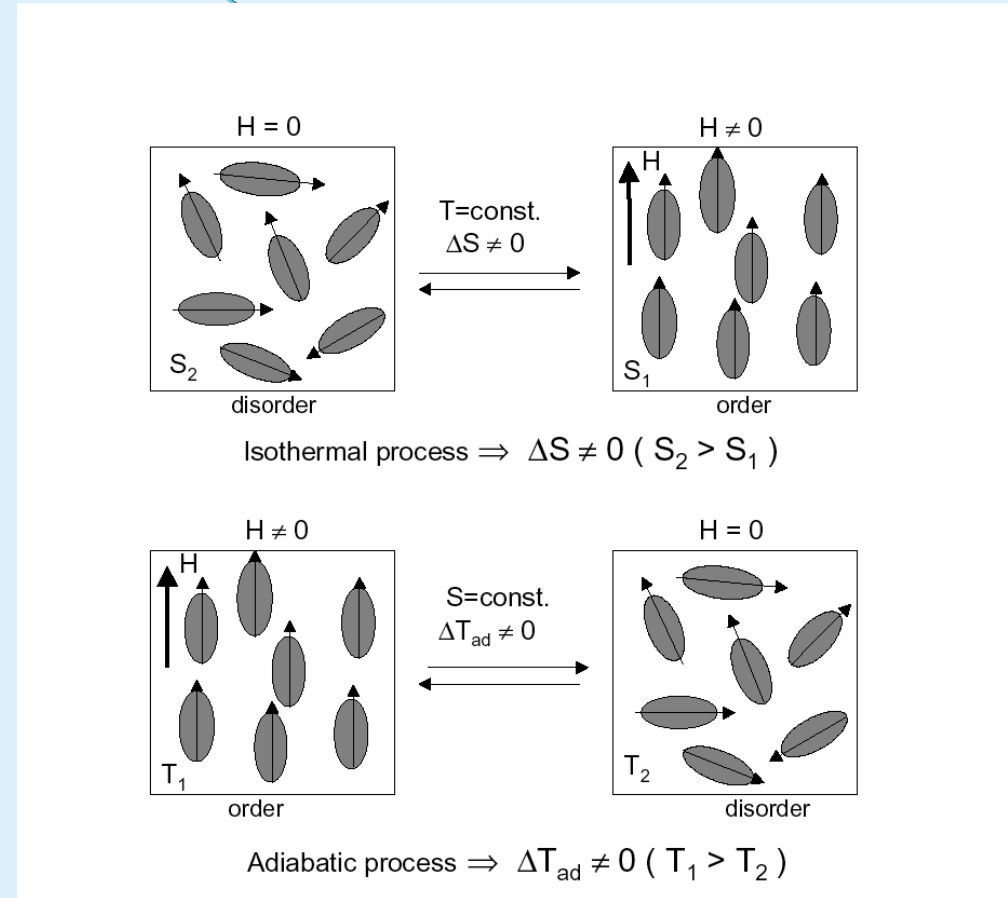 H = 0
H ≠ 0
H
T=const.
ΔS ≠ 0
S₂
S₁
disorder
order
Isothermal process ⇒ ΔS ≠ 0 ( S₂ > S₁ )
H ≠ 0
H = 0
H
S=const.
ΔTad ≠ 0
T₁
T₂
order
disorder
Adiabatic process ⇒ ΔTad ≠ 0 ( T₁ > T₂ )